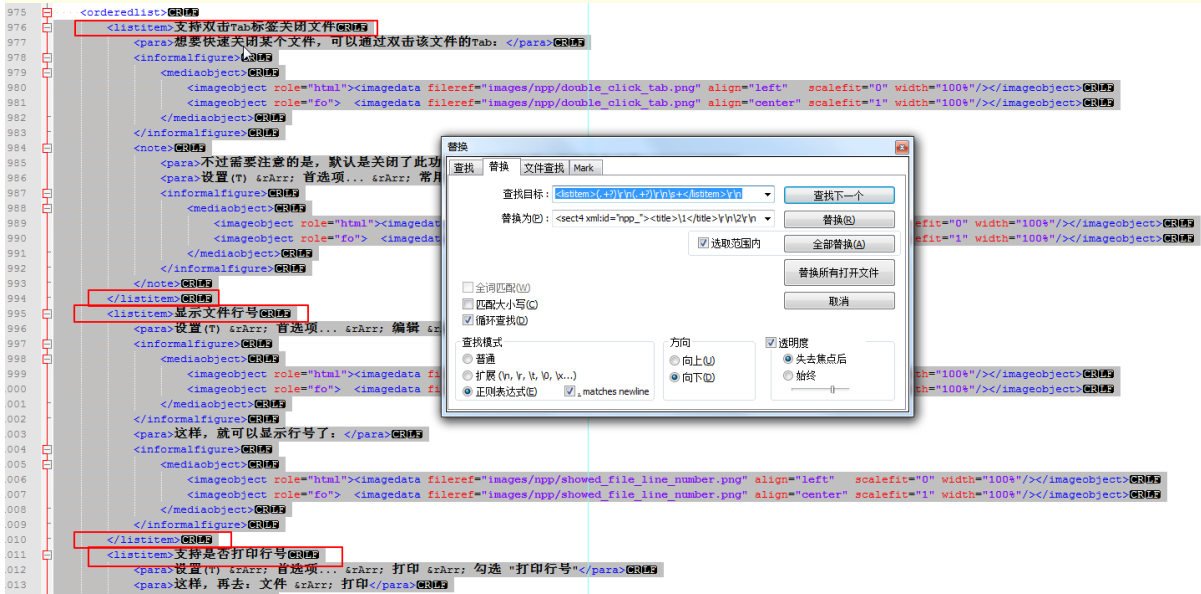 975 <orderedlist>CRLF
976 <listitem>支持双击Tab标签关闭文件CRLF
977 <para>想要快速关闭某个文件，可以通过双击该文件的Tab：</para>CRLF
978 <informalfigure>CRLF
979 <mediaobject>CRLF
980 <imageobject role="html"><imagedata fileref="images/npp/double_click_tab.png" align="left" scalefit="0" width="100%"/></imageobject>CRLF
981 <imageobject role="fo"> <imagedata fileref="images/npp/double_click_tab.png" align="center" scalefit="1" width="100%"/></imageobject>CRLF
982 </mediaobject>CRLF
983 </informalfigure>CRLF
984 <note>CRLF
985 <para>不过需要注意的是，默认是关闭了此功
986 <para>设置(T) &rArr; 首选项... &rArr; 常用
987 <informalfigure>CRLF
988 <mediaobject>CRLF
989 <imageobject role="html"><imagedat efit="0" width="100%"/></imageobject>CRLF
990 <imageobject role="fo"> <imagedat efit="1" width="100%"/></imageobject>CRLF
991 </mediaobject>CRLF
992 </informalfigure>CRLF
993 </note>CRLF
994 </listitem>CRLF
995 <listitem>显示文件行号CRLF
996 <para>设置(T) &rArr; 首选项... &rArr; 编辑 &r
997 <informalfigure>CRLF
998 <mediaobject>CRLF
999 <imageobject role="html"><imagedata fi th="100%"/></imageobject>CRLF
000 <imageobject role="fo"> <imagedata fi th="100%"/></imageobject>CRLF
001 </mediaobject>CRLF
002 </informalfigure>CRLF
003 <para>这样，就可以显示行号了：</para>CRLF
004 <informalfigure>CRLF
005 <mediaobject>CRLF
006 <imageobject role="html"><imagedata fileref="images/npp/showed_file_line_number.png" align="left" scalefit="0" width="100%"/></imageobject>CRLF
007 <imageobject role="fo"> <imagedata fileref="images/npp/showed_file_line_number.png" align="center" scalefit="1" width="100%"/></imageobject>CRLF
008 </mediaobject>CRLF
009 </informalfigure>CRLF
010 </listitem>CRLF
011 <listitem>支持是否打印行号CRLF
012 <para>设置(T) &rArr; 首选项... &rArr; 打印 &rArr; 勾选 "打印行号"</para>CRLF
013 <para>这样，再去：文件 &rArr; 打印</para>CRLF
替换
查找 替换 文件查找 Mark
查找目标： <listitem>(.+?)\r\n(.+?)\r\n\s+</listitem>\r\n 查找下一个
替换为(P)： <sect4 xml:id="npp_"><title>\1</title>\r\n\2\r\n 替换(R)
选取范围内 全部替换(A)
替换所有打开文件
全词匹配(W) 取消
匹配大小写(C)
循环查找(D)
查找模式 方向 透明度
普通 向上(U) 失去焦点后
扩展 (\n, \r, \t, \0, \x...) 向下(D) 始终
正则表达式(E) . matches newline